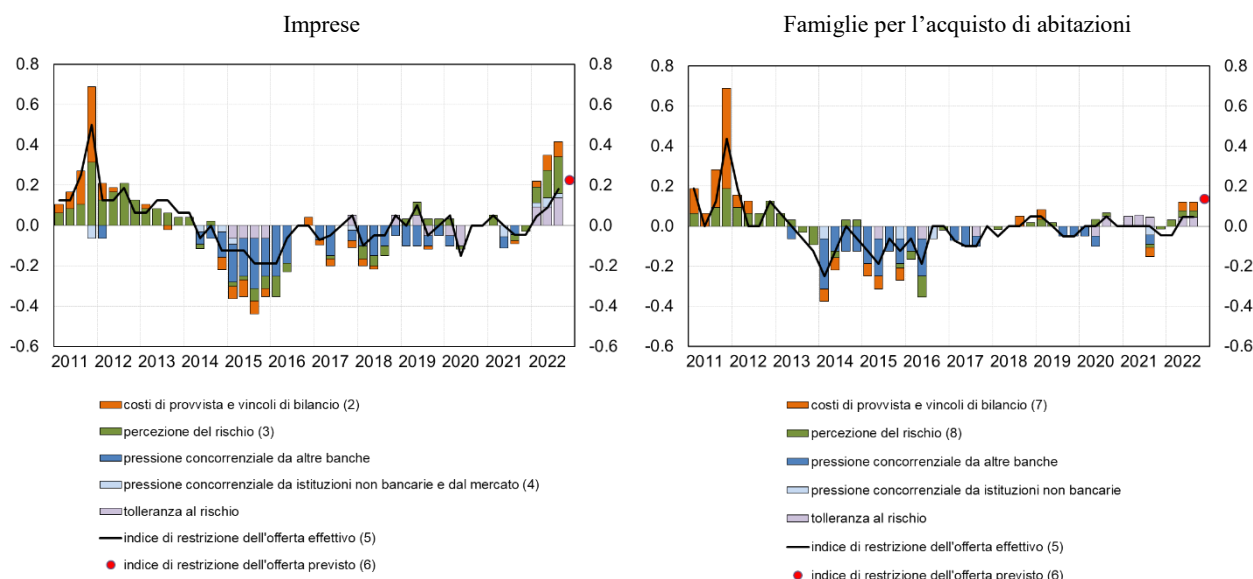 Imprese
0.8
0.6
0.4
0.2
0.0
-0.2
-0.4
-0.6
0.8
0.6
0.4
0.2
0.0
-0.2
-0.4
-0.6
2011 2012 2013 2014 2015 2016 2017 2018 2019 2020 2021 2022
costi di provvista e vincoli di bilancio (2)
percezione del rischio (3)
pressione concorrenziale da altre banche
pressione concorrenziale da istituzioni non bancarie e dal mercato (4)
tolleranza al rischio
indice di restrizione dell'offerta effettivo (5)
indice di restrizione dell'offerta previsto (6)
Famiglie per l’acquisto di abitazioni
0.8
0.6
0.4
0.2
0.0
-0.2
-0.4
-0.6
0.8
0.6
0.4
0.2
0.0
-0.2
-0.4
-0.6
2011 2012 2013 2014 2015 2016 2017 2018 2019 2020 2021 2022
costi di provvista e vincoli di bilancio (7)
percezione del rischio (8)
pressione concorrenziale da altre banche
pressione concorrenziale da istituzioni non bancarie
tolleranza al rischio
indice di restrizione dell'offerta effettivo (5)
indice di restrizione dell'offerta previsto (6)